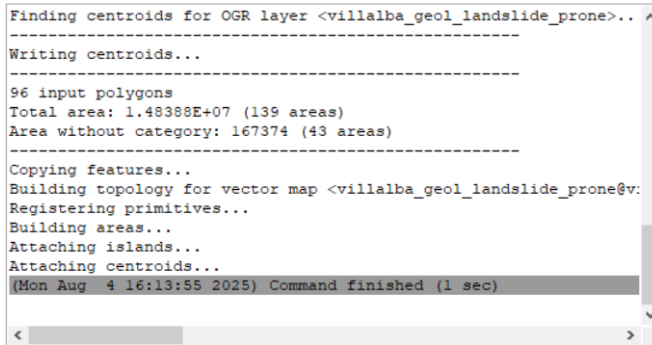 Finding centroids for OGR layer <villalba_geol_landslide_prone>..
-----------------------------------------------------
Writing centroids...
-----------------------------------------------------
96 input polygons
Total area: 1.48388E+07 (139 areas)
Area without category: 167374 (43 areas)
-----------------------------------------------------
Copying features...
Building topology for vector map <villalba_geol_landslide_prone@v
Registering primitives...
Building areas...
Attaching islands...
Attaching centroids...
(Mon Aug  4 16:13:55 2025) Command finished (1 sec)